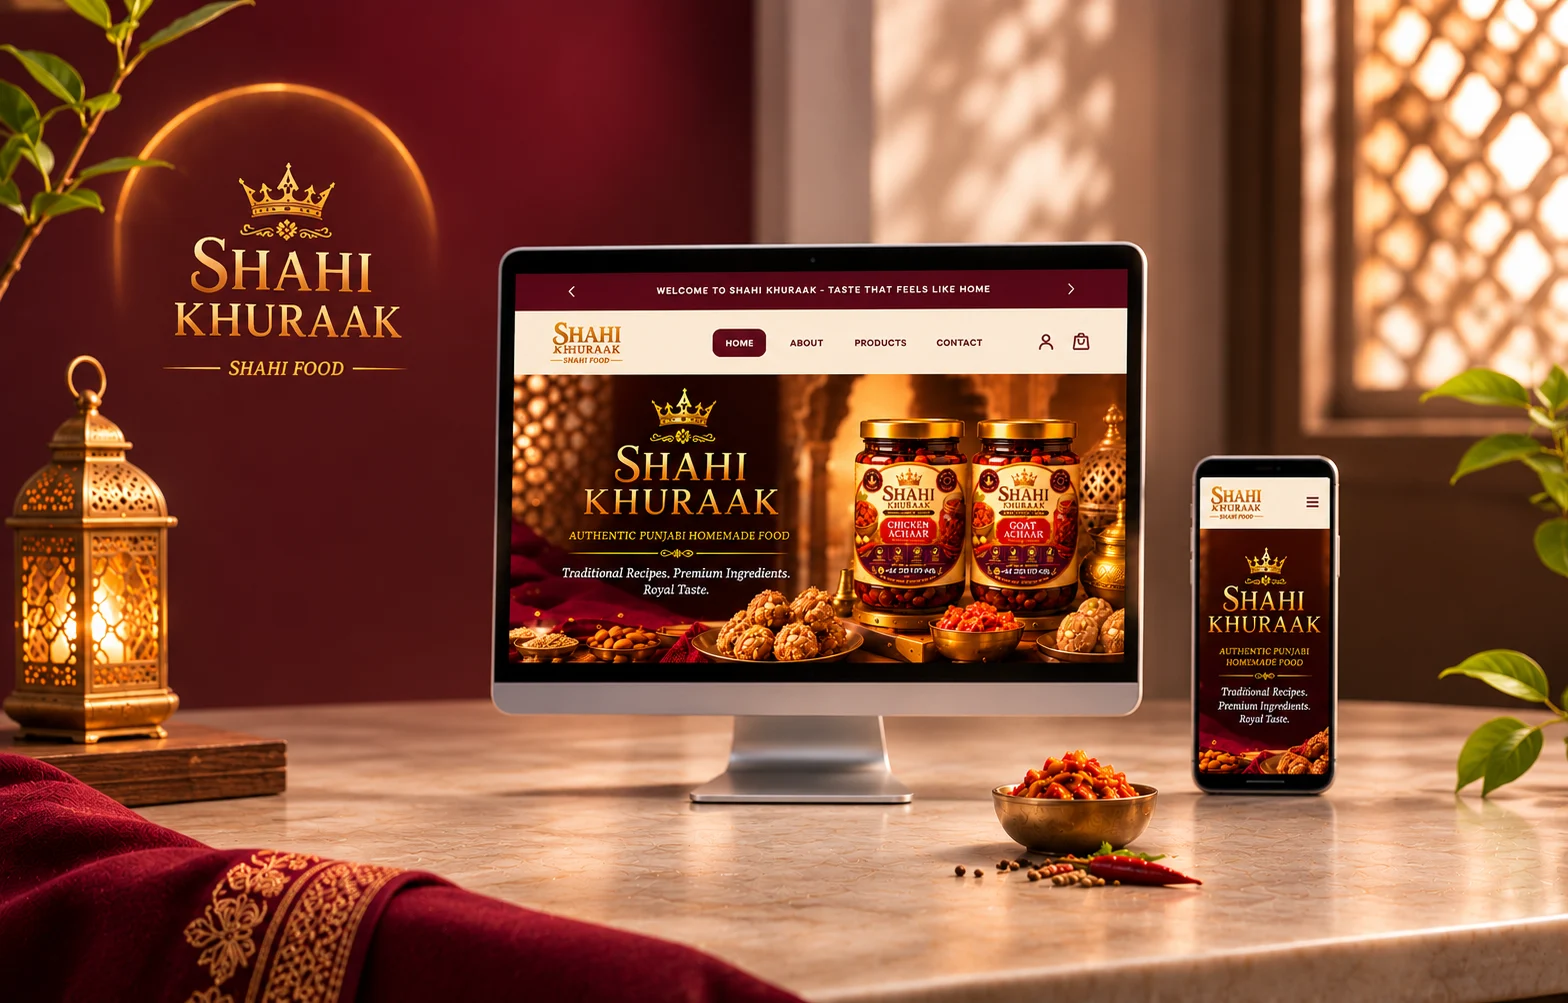 SHAHI
KHURAAK
SHAHI FOOD
WELCOME TO SHAHI KHURAAK - TASTE THAT FEELS LIKE HOME
SHAHI
KHURAAK
SHAHI FOOD
HOME
ABOUT
PRODUCTS
CONTACT
SHAHI
KHURAAK
AUTHENTIC PUNJABI HOMEMADE FOOD
Traditional Recipes. Premium Ingredients.
Royal Taste.
SHAHI
KHURAAK
CHICKEN
ACHAAR
SHAHI
KHURAAK
GOAT
ACHAAR
SHAHI
KHURAAK
SHAHI FOOD
SHAHI
KHURAAK
AUTHENTIC PUNJABI
HOMEMADE FOOD
Traditional Recipes.
Premium Ingredients.
Royal Taste.